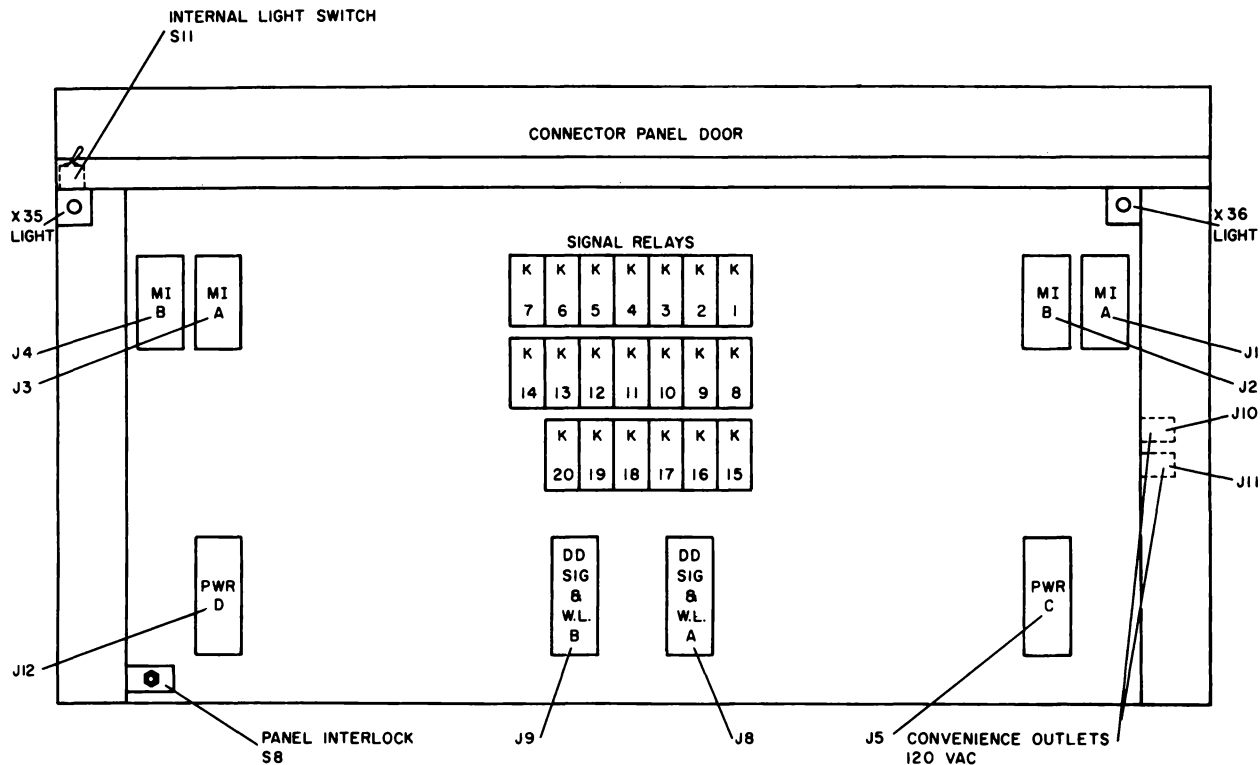 INTERNAL LIGHT SWITCH
S11
CONNECTOR PANEL DOOR
X35
LIGHT
X36
LIGHT
SIGNAL RELAYS
MI
B
MI
A
K
7
K
6
K
5
K
4
K
3
K
2
K
1
MI
B
MI
A
J4
J3
J1
J2
K
14
K
13
K
12
K
11
K
10
K
9
K
8
J10
J11
K
20
K
19
K
18
K
17
K
16
K
15
PWR
D
DD
SIG
&
W.L.
B
DD
SIG
&
W.L.
A
PWR
C
J12
PANEL INTERLOCK
S8
J9
J8
J5
CONVENIENCE OUTLETS
120 VAC